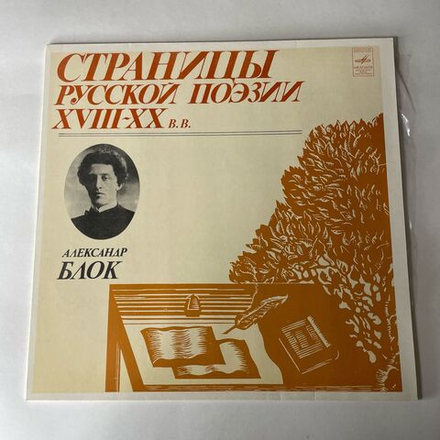 СТРАНИЦЫ
РУССКОЙ ПОЭЗИИ
XVIII-XX В.В.
АЛЕКСАНДР
БЛОК